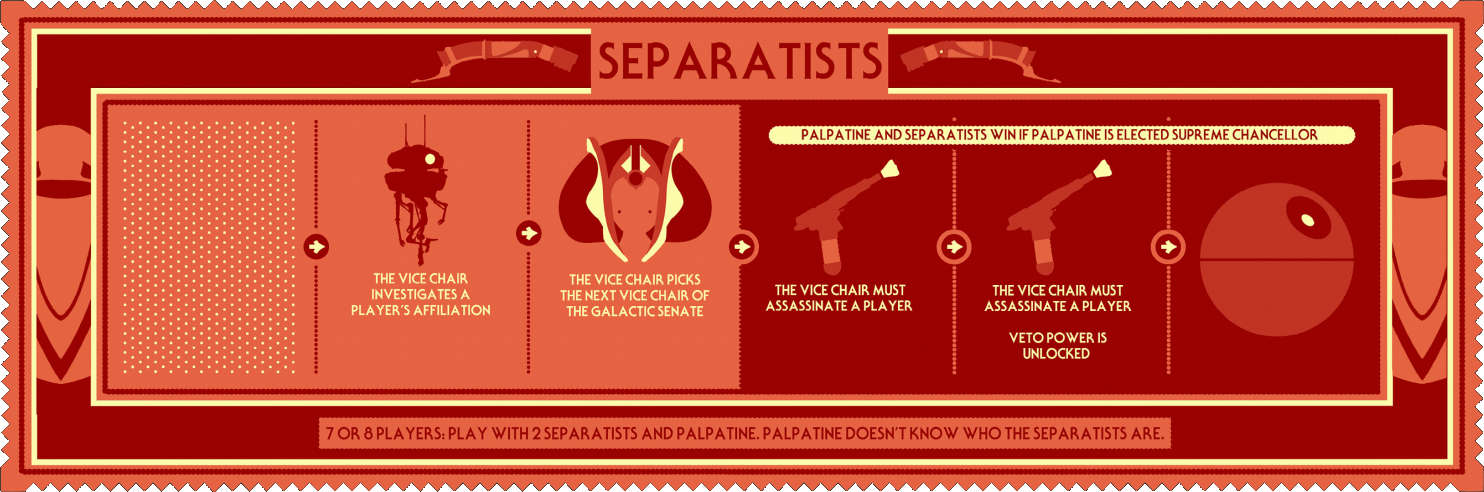 SEPARATISTS
PALPATINE AND SEPARATISTS WIN IF PALPATINE IS ELECTED SUPREME CHANCELLOR
THE VICE CHAIR
INVESTIGATES A
PLAYER'S AFFILIATION
THE VICE CHAIR PICKS
THE NEXT VICE CHAIR OF
THE GALACTIC SENATE
THE VICE CHAIR MUST
ASSASSINATE A PLAYER
THE VICE CHAIR MUST
ASSASSINATE A PLAYER
VETO POWER IS
UNLOCKED
7 OR 8 PLAYERS: PLAY WITH 2 SEPARATISTS AND PALPATINE. PALPATINE DOESN'T KNOW WHO THE SEPARATISTS ARE.